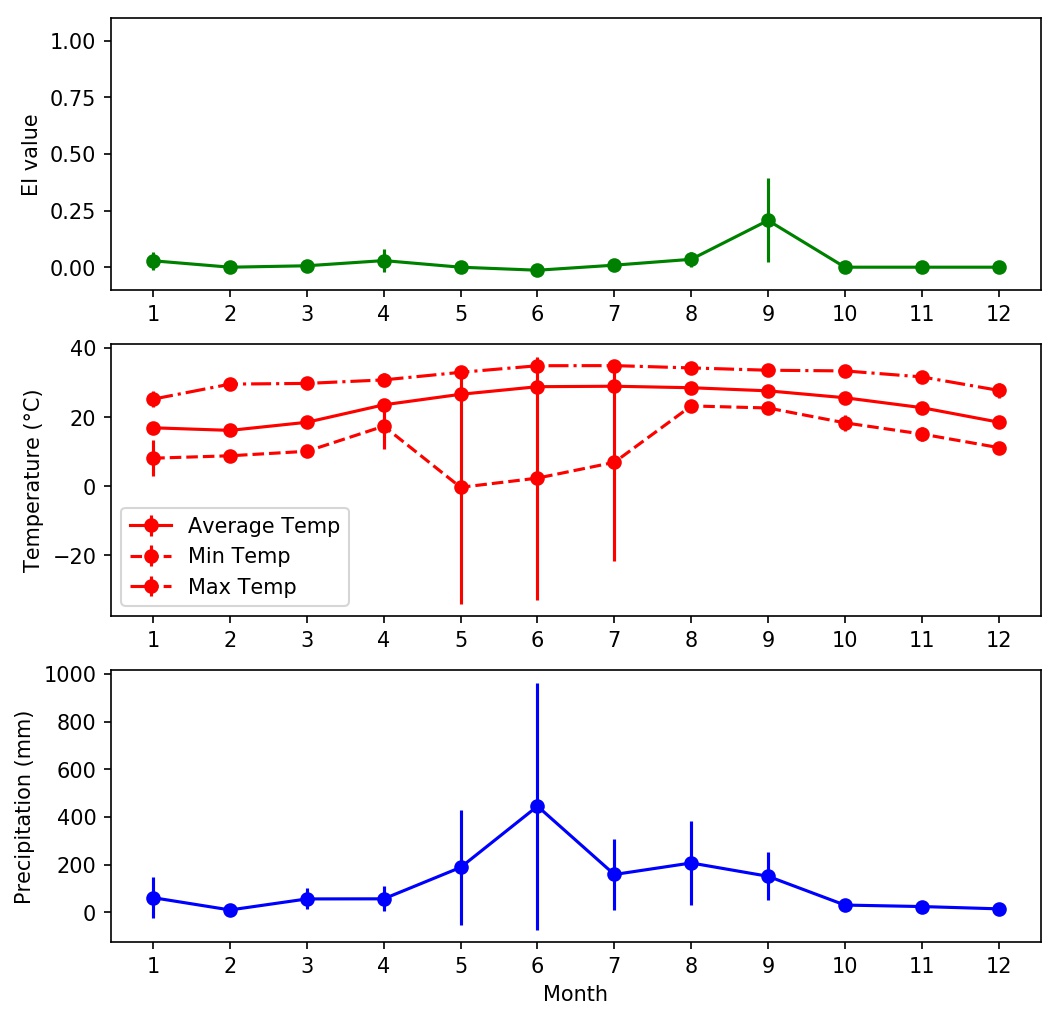 EI value
1.00
0.75
0.50
0.25
0.00
1 2 3 4 5 6 7 8 9 10 11 12
Temperature (°C)
40
20
0
−20
Average Temp
Min Temp
Max Temp
1 2 3 4 5 6 7 8 9 10 11 12
Precipitation (mm)
1000
800
600
400
200
0
1 2 3 4 5 6 7 8 9 10 11 12
Month